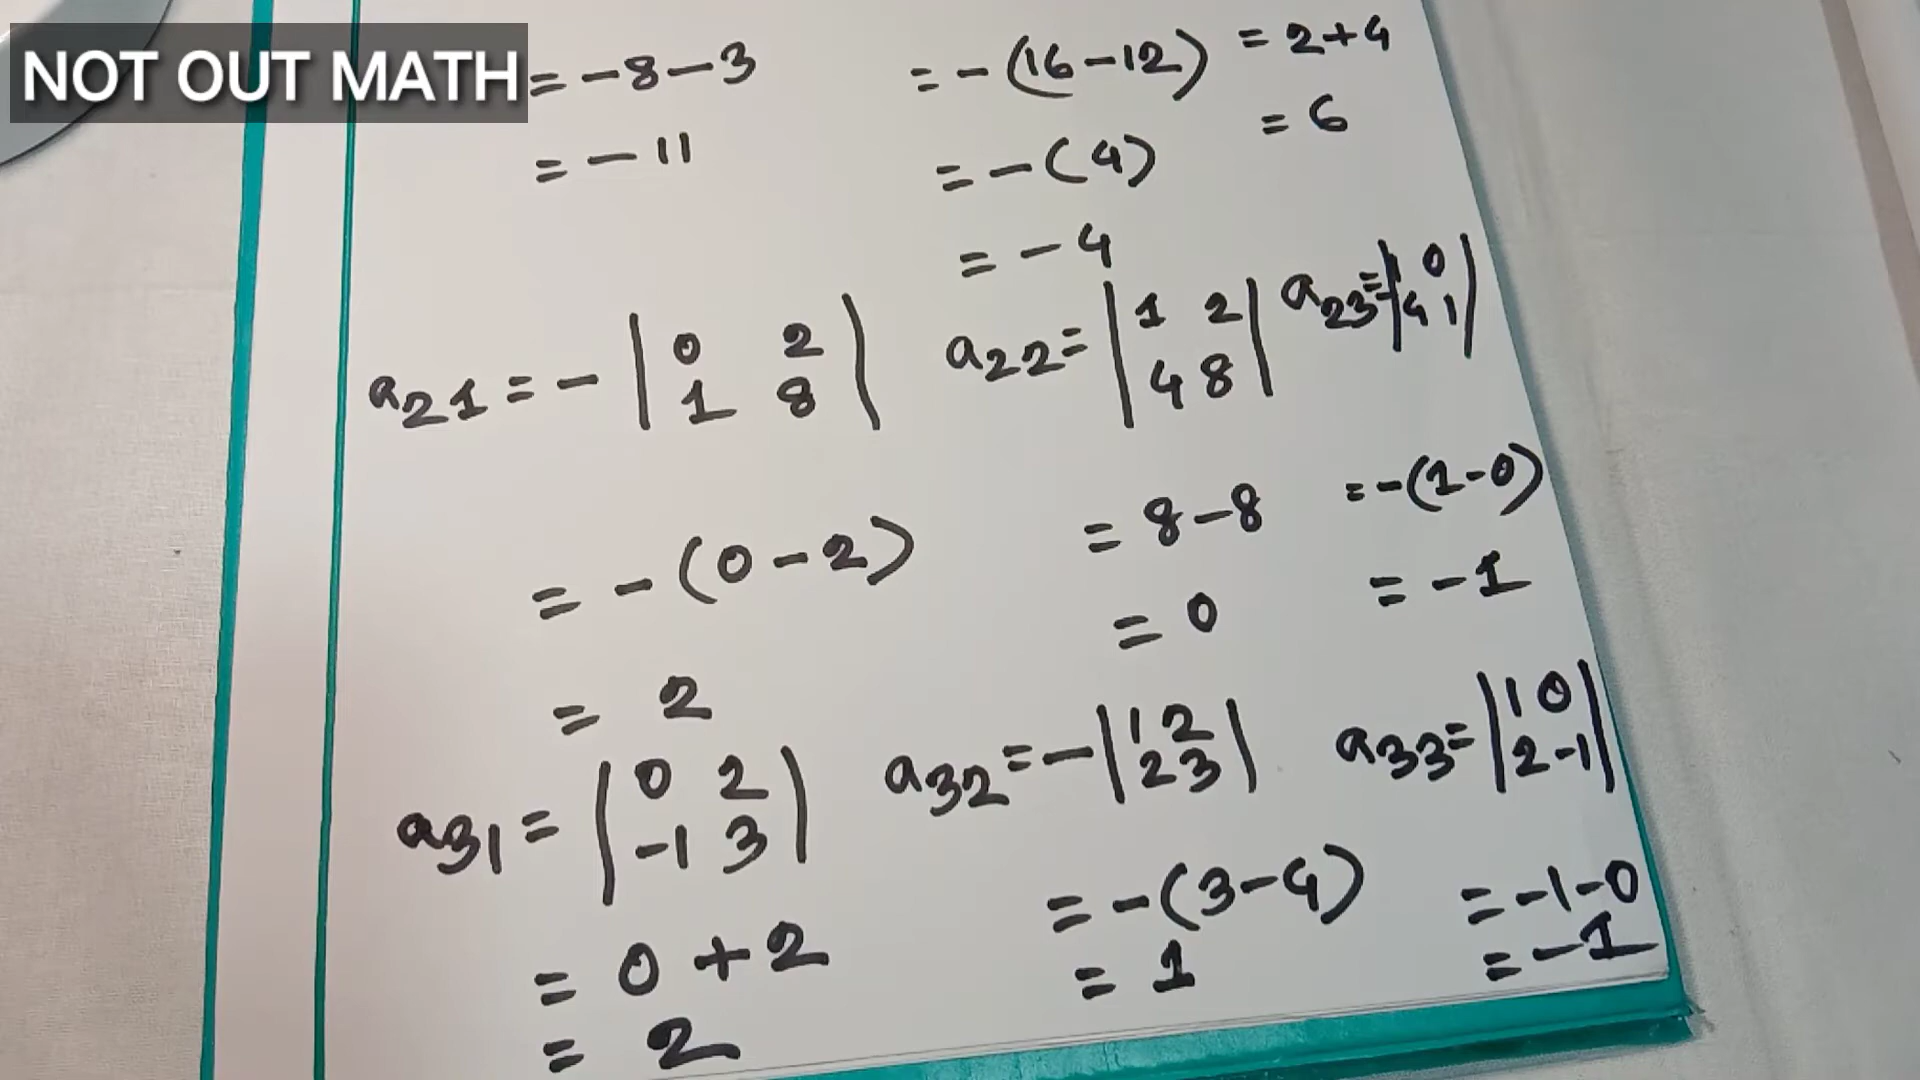 NOT OUT MATH
= -8-3 = -(16-12) = 2+4
= -11 = -(4) = 6
= -4
a21 = - | 0 2 | a22 = | 1 2 | a23 = - | 1 0 |
| 1 8 | | 4 8 | | 4 1 |
= -(0-2) = 8-8 = -(1-0)
= 2 = 0 = -1
a31 = | 0 2 | a32 = - | 1 2 | a33 = | 1 0 |
| -1 3 | | 2 3 | | 2 -1 |
= 0+2 = -(3-4) = -1-0
= 2 = 1 = -1